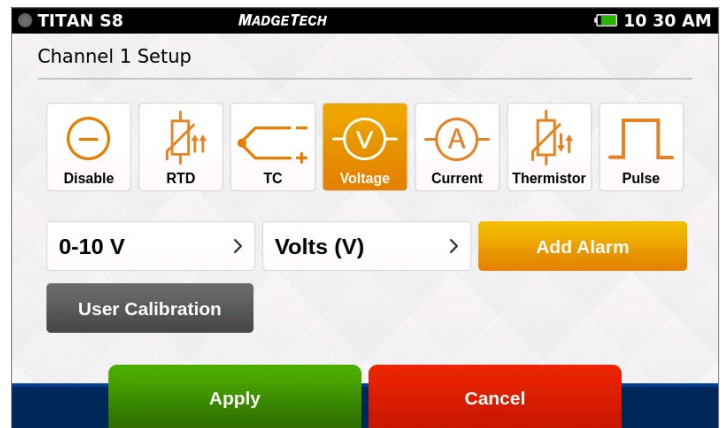 TITAN S8 MADGETECH 10 30 AM
Channel 1 Setup
Disable RTD TC Voltage Current Thermistor Pulse
0-10 V > Volts (V) > Add Alarm
User Calibration
Apply Cancel